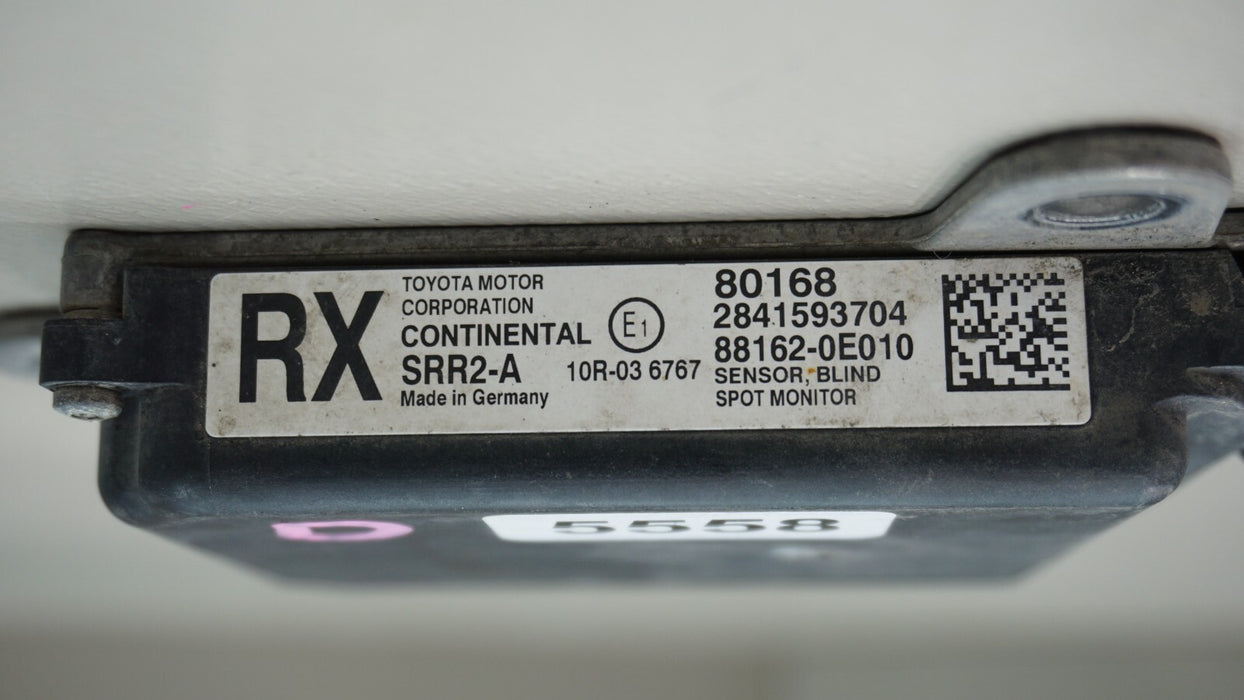 RX
TOYOTA MOTOR
CORPORATION
CONTINENTAL
SRR2-A
Made in Germany
E1
10R-03 6767
80168
2841593704
88162-0E010
SENSOR, BLIND
SPOT MONITOR
D
5558